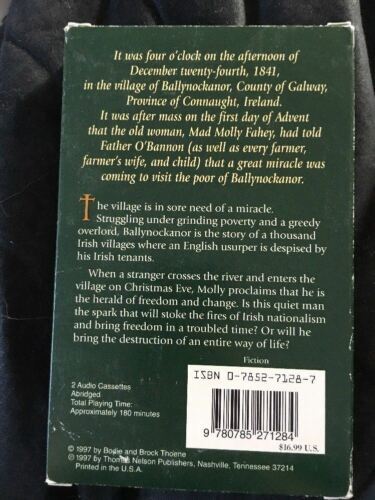 It was four o'clock on the afternoon of
December twenty-fourth, 1841,
in the village of Ballynockanor, County of Galway,
Province of Connaught, Ireland.
It was after mass on the first day of Advent
that the old woman, Mad Molly Fahey, had told
Father O'Bannon (as well as every farmer,
farmer's wife, and child) that a great miracle was
coming to visit the poor of Ballynockanor.
The village is in sore need of a miracle.
Struggling under grinding poverty and a greedy
overlord, Ballynockanor is the story of a thousand
Irish villages where an English usurper is despised by
his Irish tenants.
When a stranger crosses the river and enters the
village on Christmas Eve, Molly proclaims that he is
the herald of freedom and change. Is this quiet man
the spark that will stoke the fires of Irish nationalism
and bring freedom in a troubled time? Or will he
bring the destruction of an entire way of life?
Fiction
ISBN 0-7852-7128-7
2 Audio Cassettes
Abridged
Total Playing Time:
Approximately 180 minutes
9 780785 271284
$16.99 U.S.
© 1997 by Bodie and Brock Thoene
© 1997 by Thomas Nelson Publishers, Nashville, Tennessee 37214
Printed in the U.S.A.